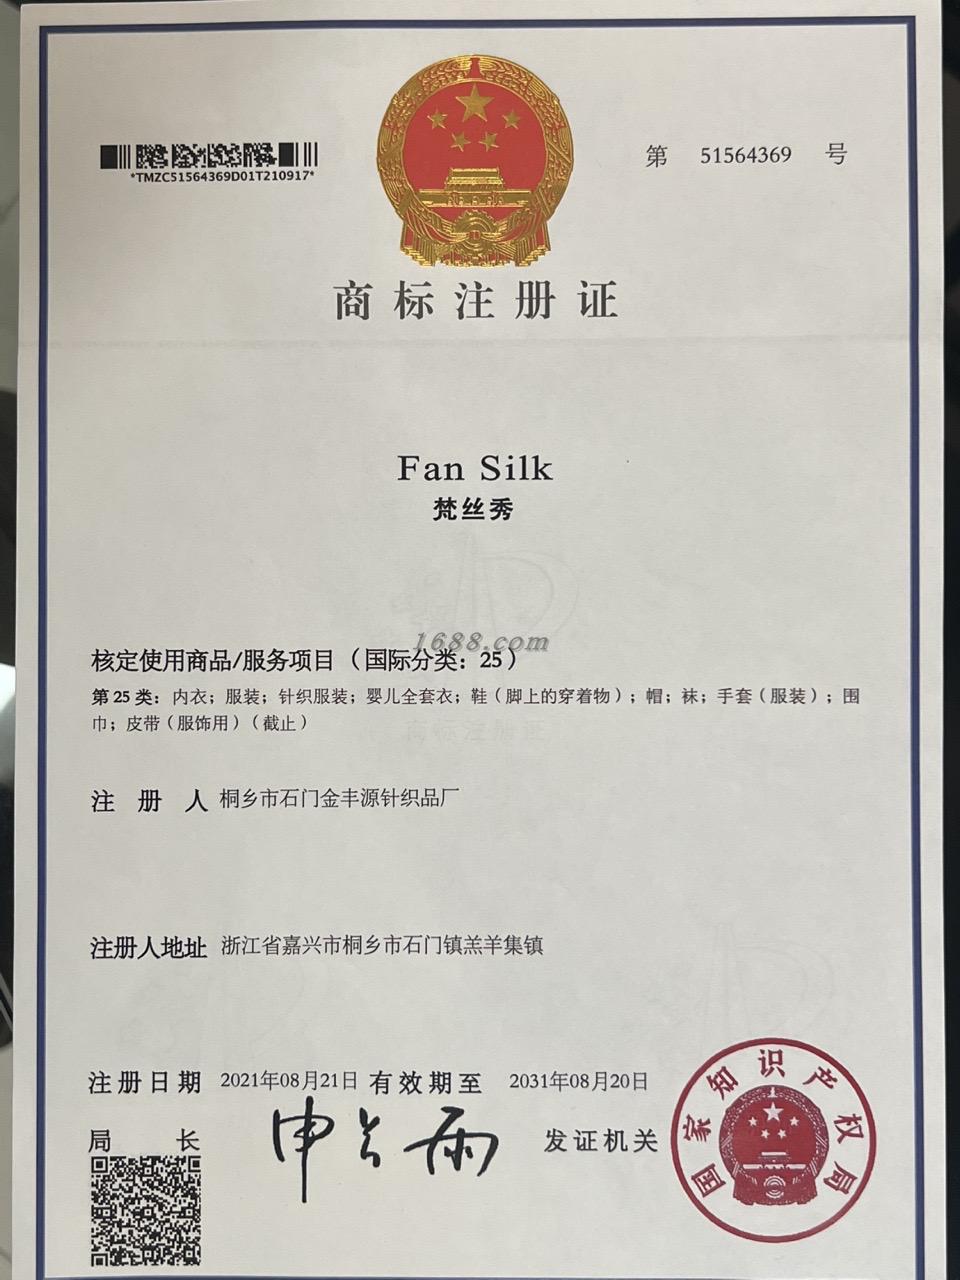 *TMZC51564369D01T210917*
第 51564369 号
商标注册证
Fan Silk
梵丝秀
1688.com
核定使用商品/服务项目（国际分类：25）
第 25 类：内衣；服装；针织服装；婴儿全套衣；鞋（脚上的穿着物）；帽；袜；手套（服装）；围
巾；皮带（服饰用）（截止）
商标注册证
注 册 人 桐乡市石门金丰源针织品厂
注册人地址 浙江省嘉兴市桐乡市石门镇羔羊集镇
注册日期 2021年08月21日 有效期至 2031年08月20日
局 长 申长雨 发证机关
国家知识产权局